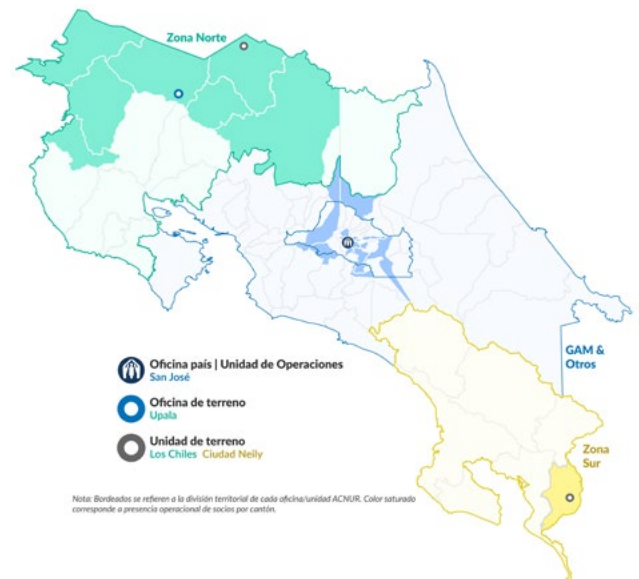 Zona Norte
GAM &
Otros
Oficina país | Unidad de Operaciones
San José
Oficina de terreno
Upala
Unidad de terreno
Los Chiles Ciudad Neily
Zona
Sur
Nota: Bordeados se refieren a la división territorial de cada oficina/unidad ACNUR. Color saturado
corresponde a presencia operacional de socios por cantón.